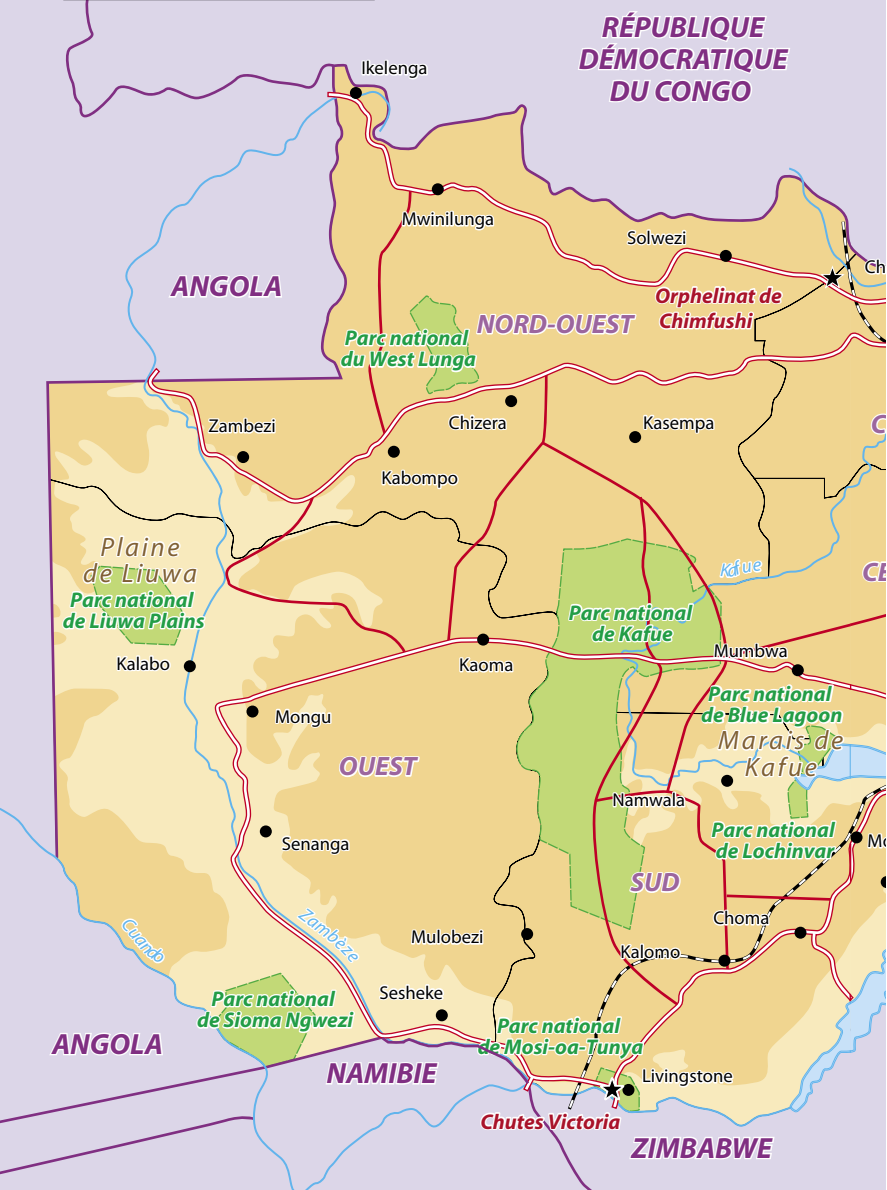 RÉPUBLIQUE
DÉMOCRATIQUE
DU CONGO
Ikelenga
Mwinilunga
Solwezi
Ch
ANGOLA
Orphelinat de
Chimfushi
NORD-OUEST
Parc national
du West Lunga
Chizera
Kasempa
Zambezi
C
Kabompo
Plaine
de Liuwa
Parc national
de Liuwa Plains
Kafue
CE
Parc national
de Kafue
Kalabo
Kaoma
Mumbwa
Mongu
Parc national
de Blue Lagoon
Marais de
Kafue
OUEST
Namwala
Senanga
Parc national
de Lochinvar
Mo
SUD
Cuando
Zambèze
Mulobezi
Choma
Kalomo
Sesheke
Parc national
de Sioma Ngwezi
Parc national
de Mosi-oa-Tunya
ANGOLA
NAMIBIE
Livingstone
Chutes Victoria
ZIMBABWE